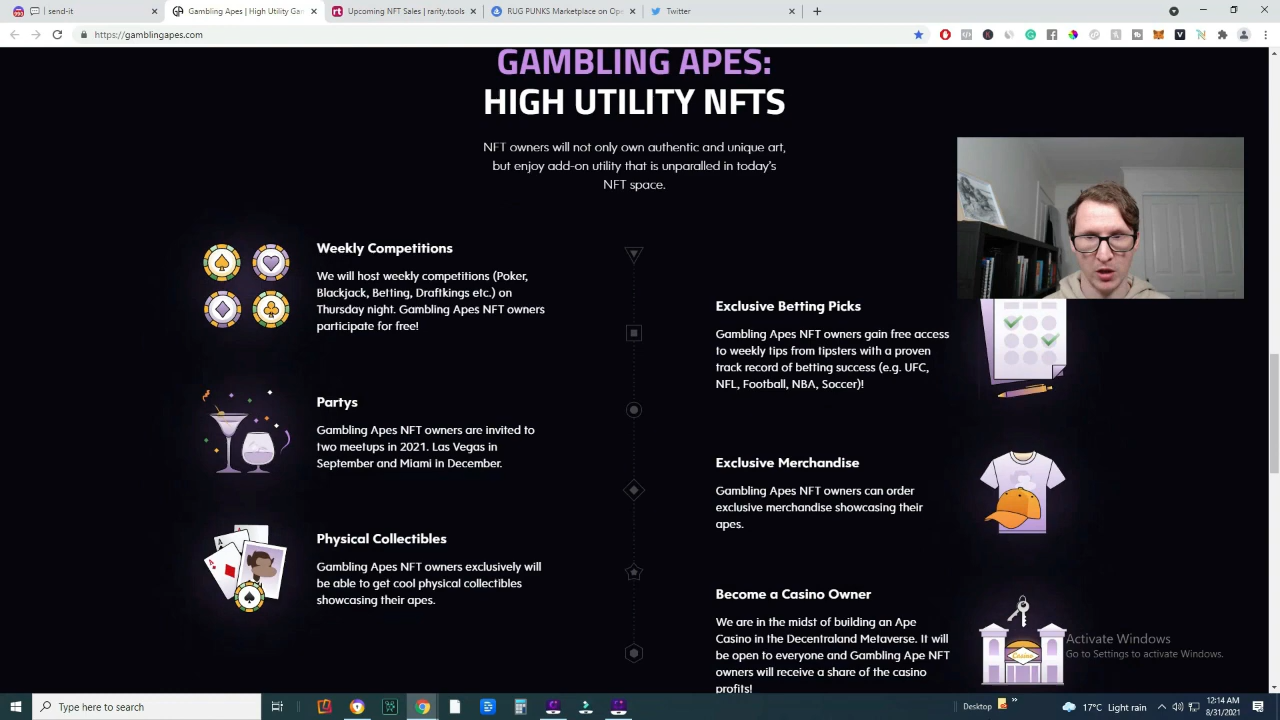 send-it
Gambling Apes | High Utility Gam
Upcoming NFT Sales | rarity.tools
RUG PUNKS Marketplace on Ope
Twitter
https://gamblingapes.com
GAMBLING APES:
HIGH UTILITY NFTS
NFT owners will not only own authentic and unique art,
but enjoy add-on utility that is unparalled in today's
NFT space.
Weekly Competitions
We will host weekly competitions (Poker,
Blackjack, Betting, Draftkings etc.) on
Thursday night. Gambling Apes NFT owners
participate for free!
Exclusive Betting Picks
Gambling Apes NFT owners gain free access
to weekly tips from tipsters with a proven
track record of betting success (e.g. UFC,
NFL, Football, NBA, Soccer)!
Partys
Gambling Apes NFT owners are invited to
two meetups in 2021. Las Vegas in
September and Miami in December.
Exclusive Merchandise
Gambling Apes NFT owners can order
exclusive merchandise showcasing their
apes.
Physical Collectibles
Gambling Apes NFT owners exclusively will
be able to get cool physical collectibles
showcasing their apes.
Become a Casino Owner
We are in the midst of building an Ape
Casino in the Decentraland Metaverse. It will
be open to everyone and Gambling Ape NFT
owners will receive a share of the casino
profits!
Casino
Activate Windows
Go to Settings to activate Windows.
Type here to search
Desktop
17°C Light rain
12:14 AM
8/31/2021